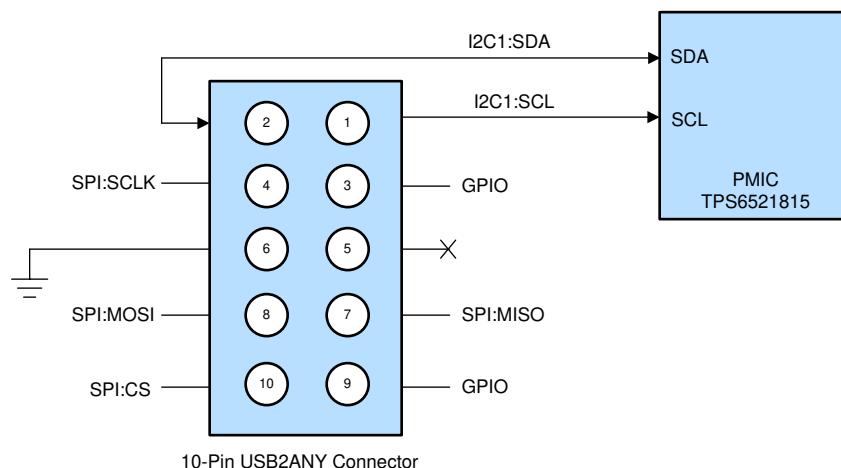 I2C1:SDA
SDA
I2C1:SCL
SCL
2
1
PMIC
TPS6521815
SPI:SCLK
4
3
GPIO
6
5
SPI:MOSI
8
7
SPI:MISO
SPI:CS
10
9
GPIO
10-Pin USB2ANY Connector